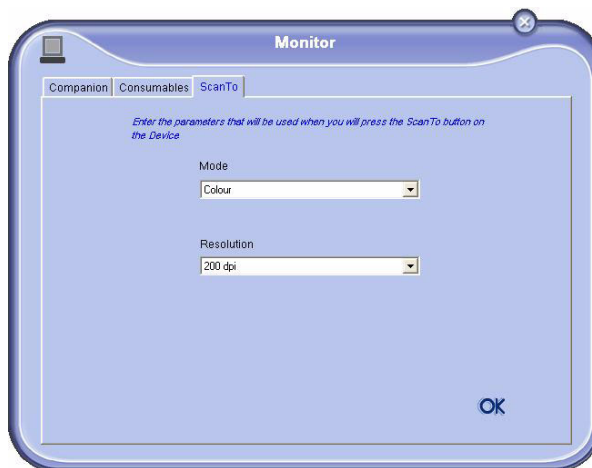 Monitor
Companion Consumables ScanTo
Enter the parameters that will be used when you will press the ScanTo button on
the Device
Mode
Colour
Resolution
200 dpi
OK